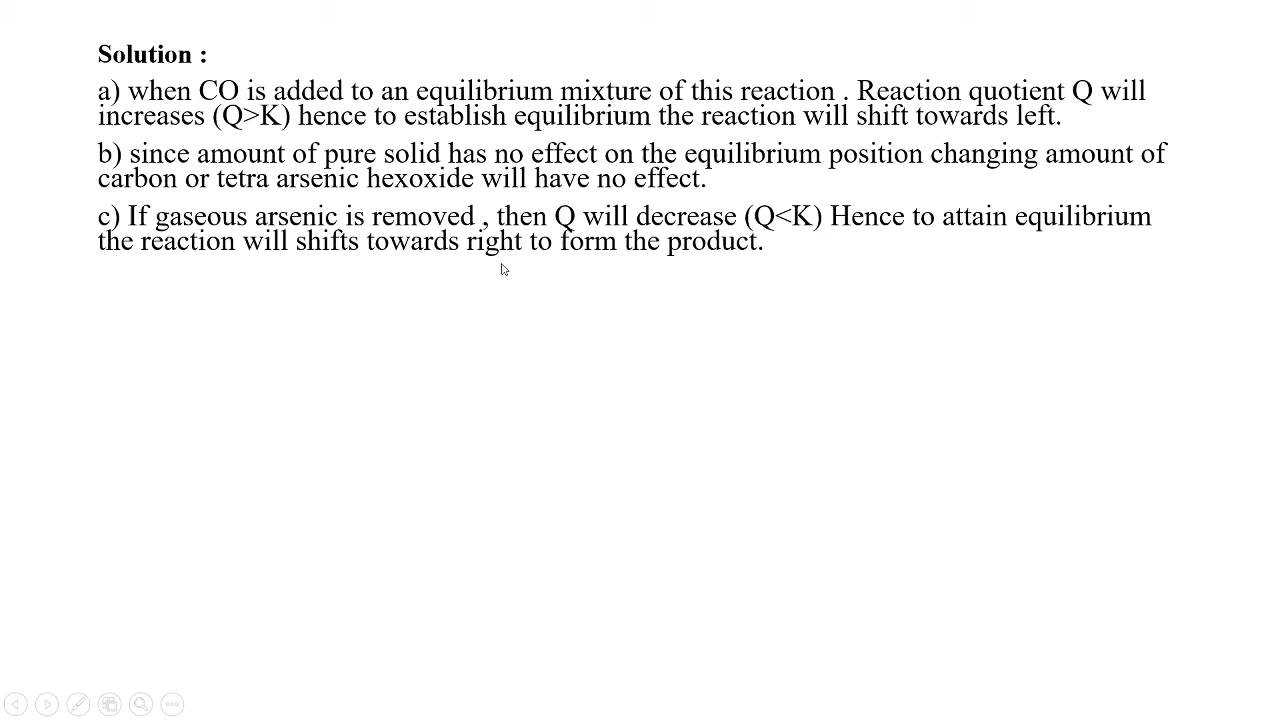 Solution :
a) when CO is added to an equilibrium mixture of this reaction . Reaction quotient Q will
increases (Q>K) hence to establish equilibrium the reaction will shift towards left.
b) since amount of pure solid has no effect on the equilibrium position changing amount of
carbon or tetra arsenic hexoxide will have no effect.
c) If gaseous arsenic is removed , then Q will decrease (Q<K) Hence to attain equilibrium
the reaction will shifts towards right to form the product.